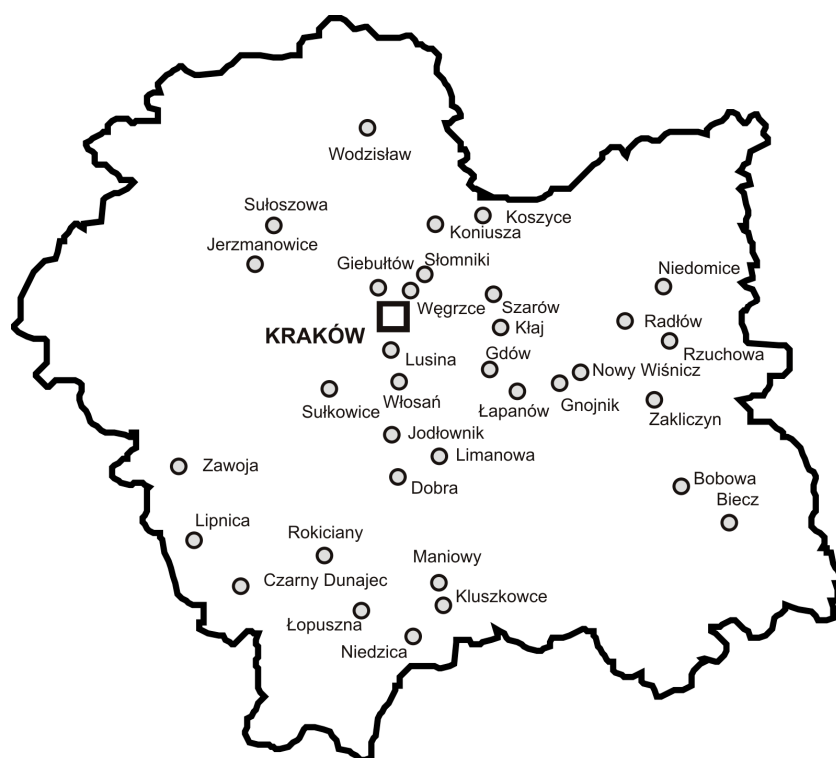 Wodzisław
Sułoszowa
Koszyce
Koniusza
Jerzmanowice
Słomniki
Giebułtów
Niedomice
Węgrzce
Szarów
Radłów
Kłaj
KRAKÓW
Rzuchowa
Gdów
Lusina
Nowy Wiśnicz
Włosań
Gnojnik
Sułkowice
Łapanów
Zakliczyn
Jodłownik
Limanowa
Zawoja
Bobowa
Dobra
Biecz
Lipnica
Rokiciany
Maniowy
Czarny Dunajec
Kluszkowce
Łopuszna
Niedzica